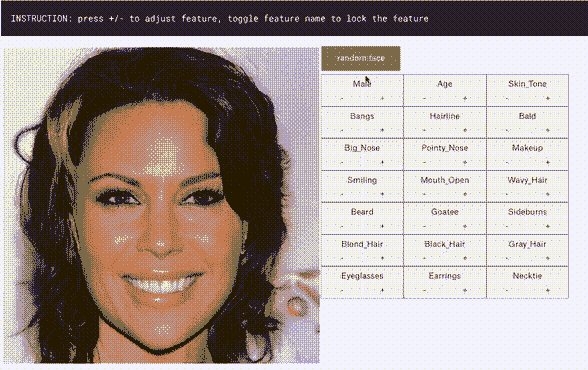 INSTRUCTION: press +/- to adjust feature, toggle feature name to lock the feature
random face
Male Age Skin_Tone
- + - + - +
Bangs Hairline Bald
- + - + - +
Big_Nose Pointy_Nose Makeup
- + - + - +
Smiling Mouth_Open Wavy_Hair
- + - + - +
Beard Goatee Sideburns
- + - + - +
Blond_Hair Black_Hair Gray_Hair
- + - + - +
Eyeglasses Earrings Necktie
- + - + - +